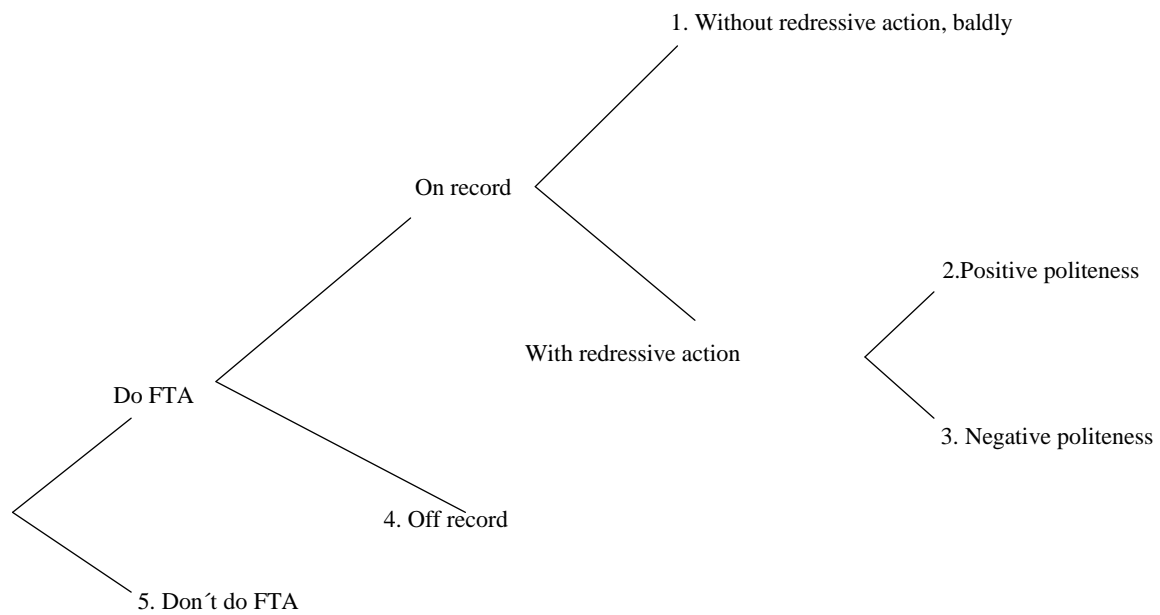 1. Without redressive action, baldly
On record
2.Positive politeness
With redressive action
Do FTA
3. Negative politeness
4. Off record
5. Don´t do FTA